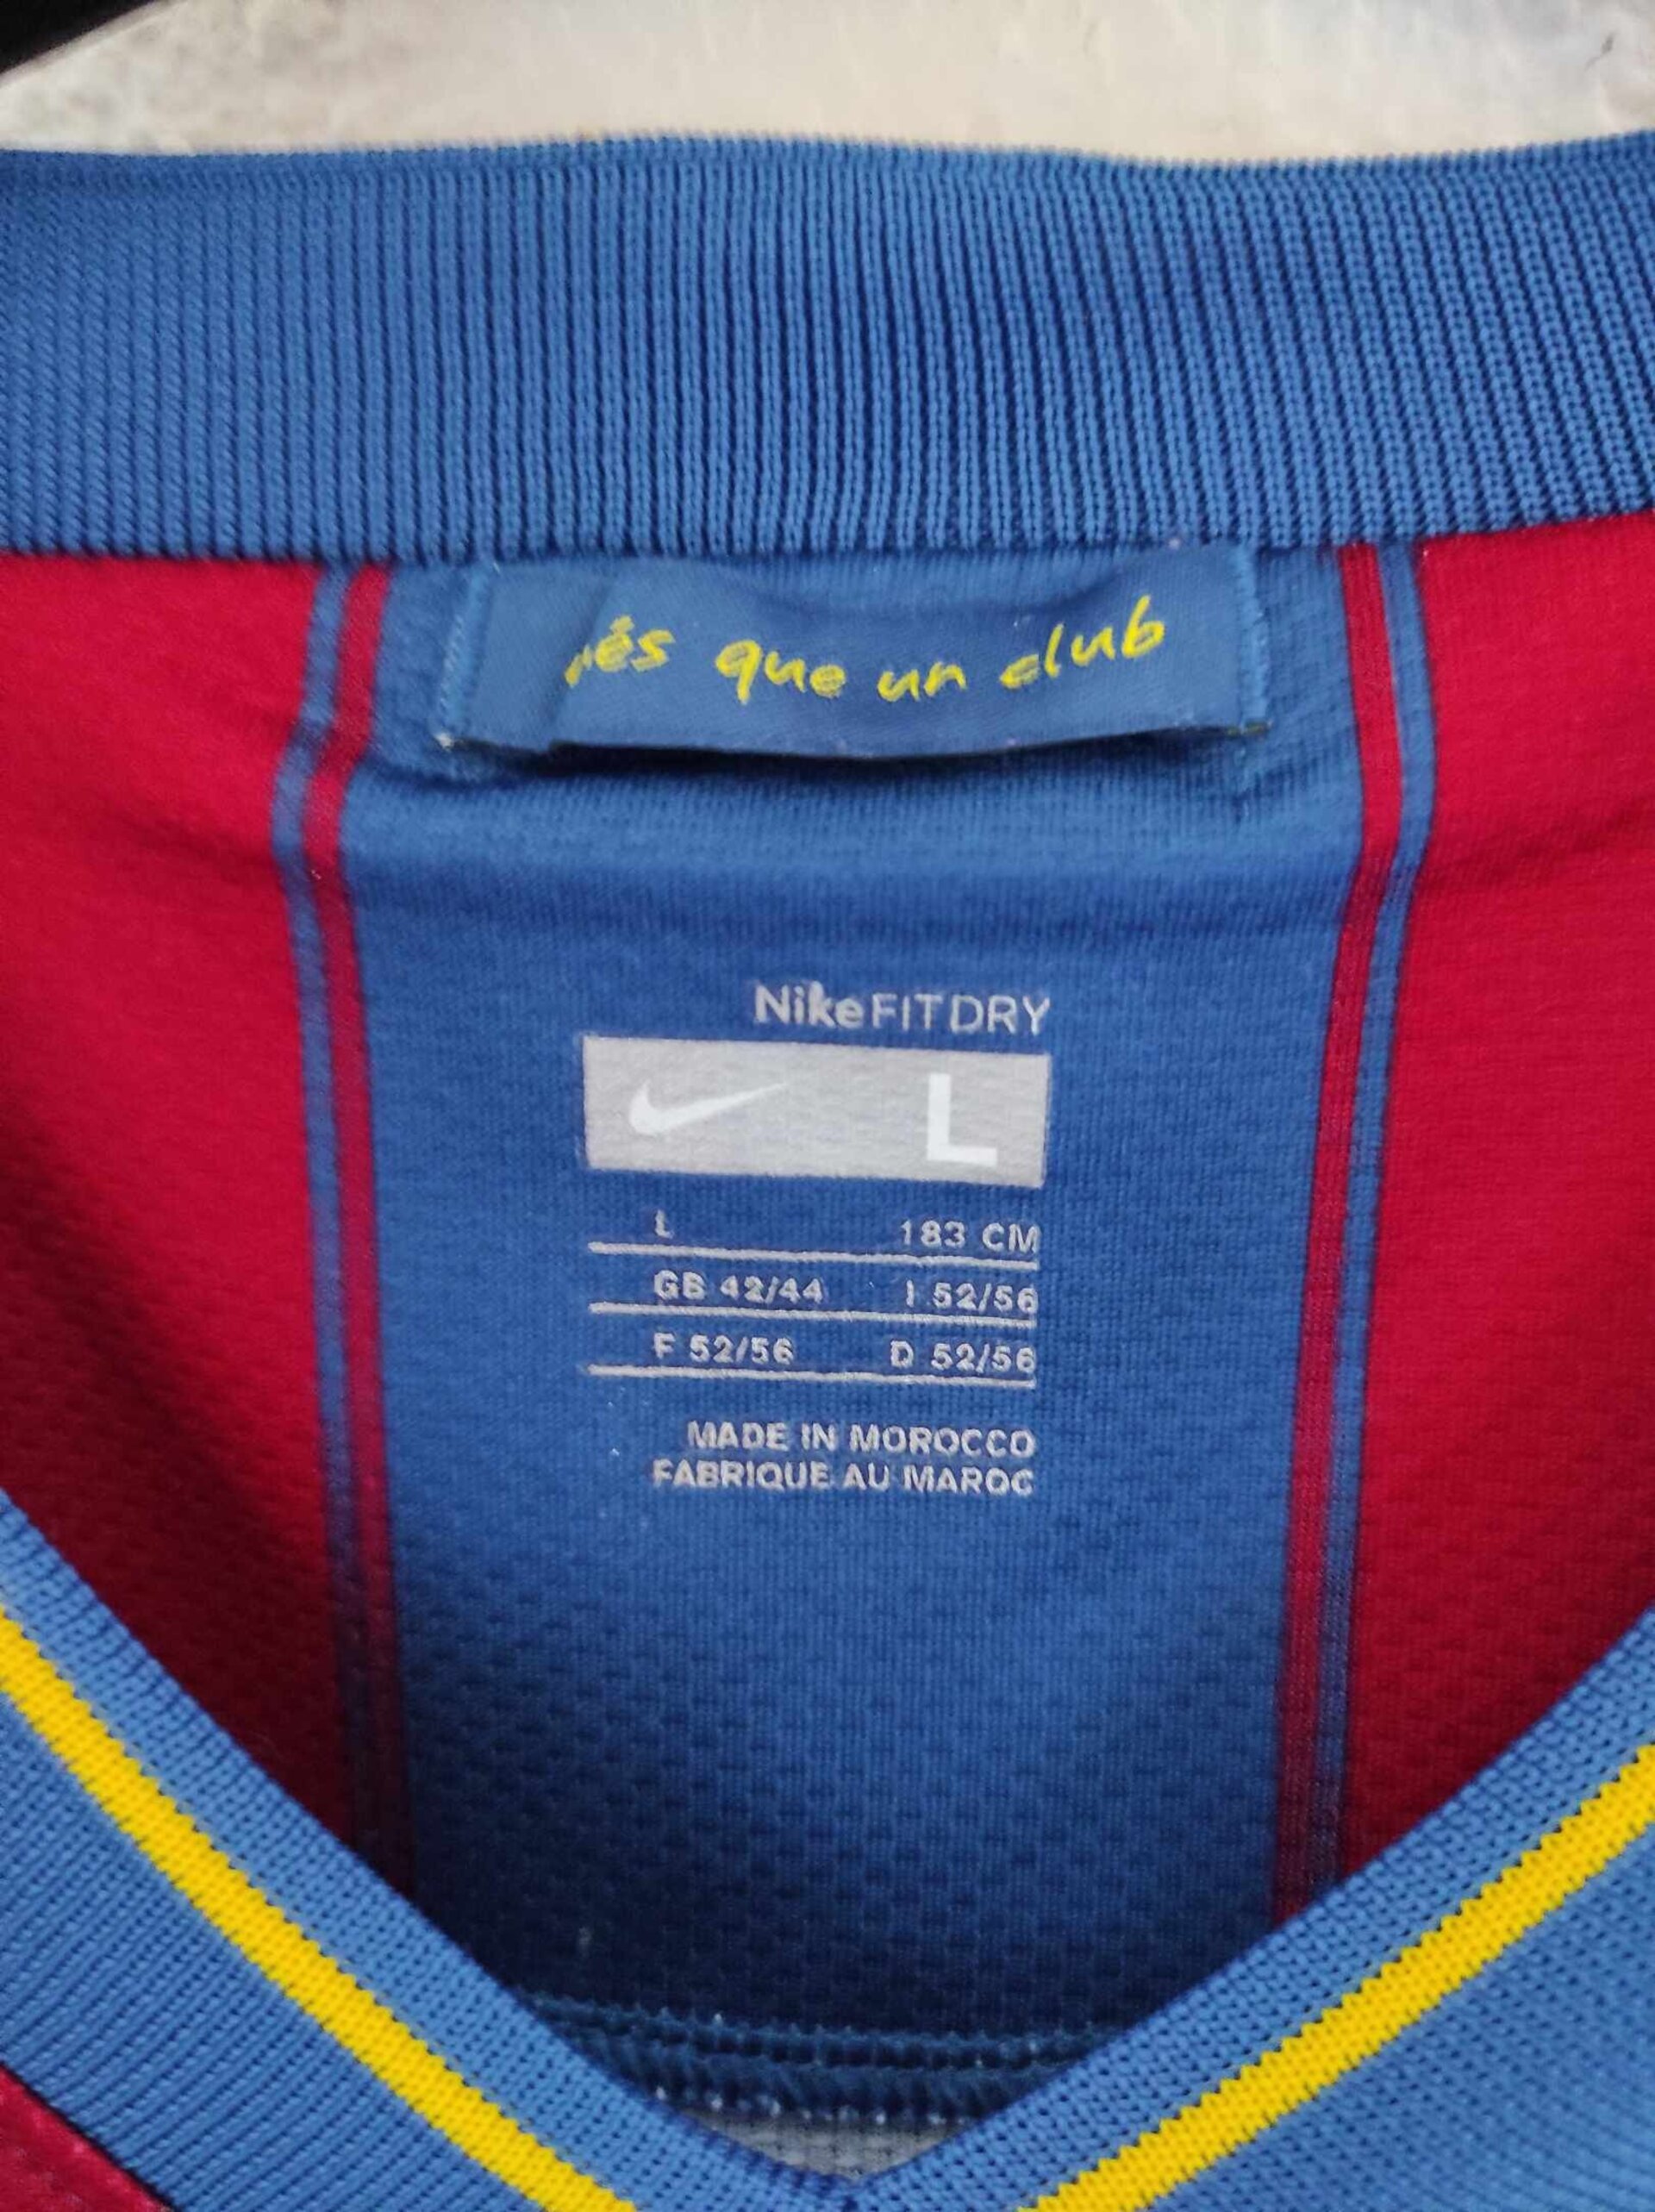 més que un club
NikeFITDRY
L
L 183 CM
GB 42/44 I 52/56
F 52/56 D 52/56
MADE IN MOROCCO
FABRIQUE AU MAROC